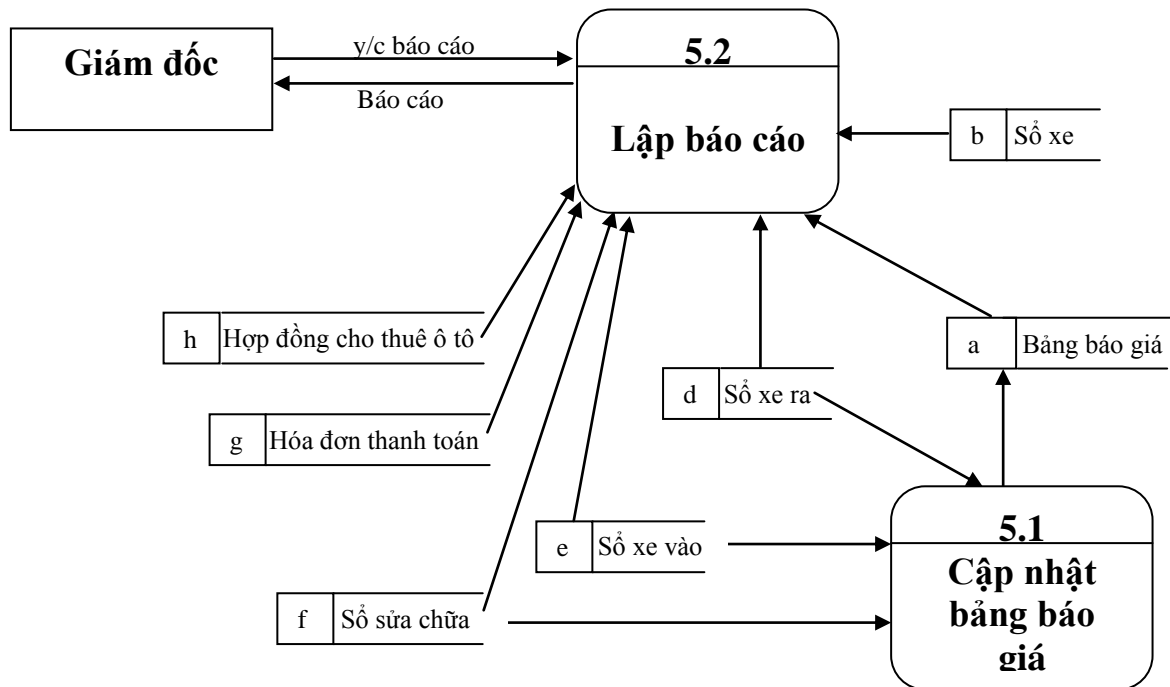 Giám đốc
y/c báo cáo
Báo cáo
5.2
Lập báo cáo
b Sổ xe
h Hợp đồng cho thuê ô tô
a Bảng báo giá
d Sổ xe ra
g Hóa đơn thanh toán
e Sổ xe vào
f Sổ sửa chữa
5.1
Cập nhật
bảng báo
giá